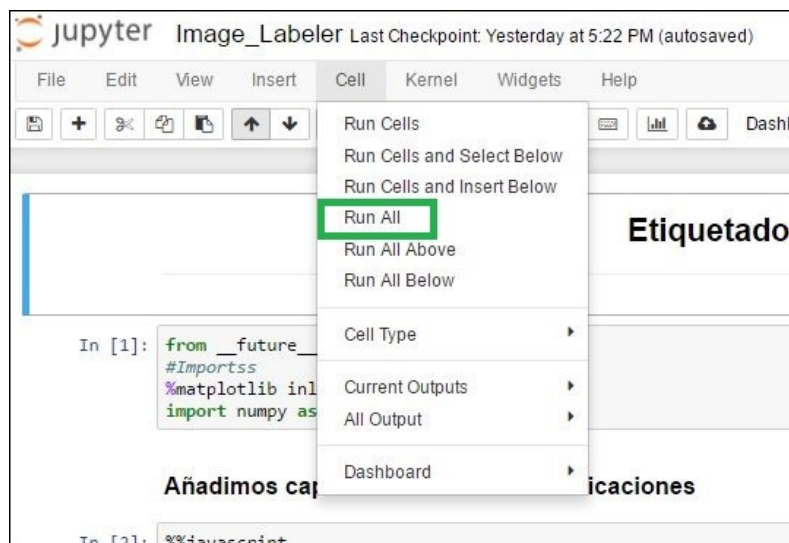 jupyter Image_Labeler Last Checkpoint: Yesterday at 5:22 PM (autosaved)
File Edit View Insert Cell Kernel Widgets Help
Dashl
Run Cells
Run Cells and Select Below
Run Cells and Insert Below
Run All
Run All Above
Run All Below
Cell Type
Current Outputs
All Output
Dashboard
Etiquetado
In [1]: from __future__
#Importss
%matplotlib inl
import numpy as
Añadimos cap icaciones
In [2]: %%javascript